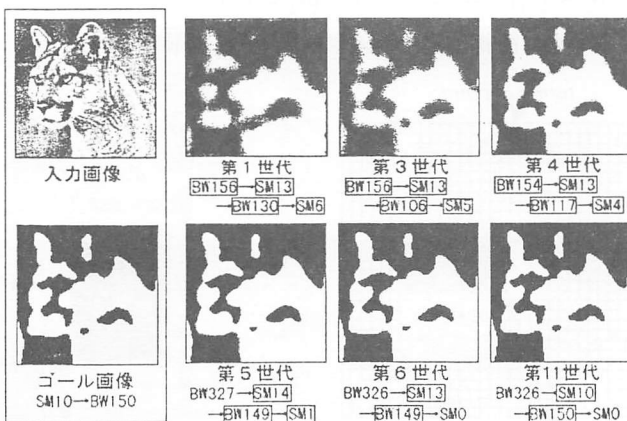 入力画像
第1世代
BW156→SM13
→BW130→SM6
第3世代
BW156→SM13
→BW106→SM5
第4世代
BW154→SM13
→BW117→SM4
ゴール画像
SM10→BW150
第5世代
BW327→SM14
→BW149→SM1
第6世代
BW326→SM13
→BW149→SM0
第11世代
BW326→SM10
→BW150→SM0